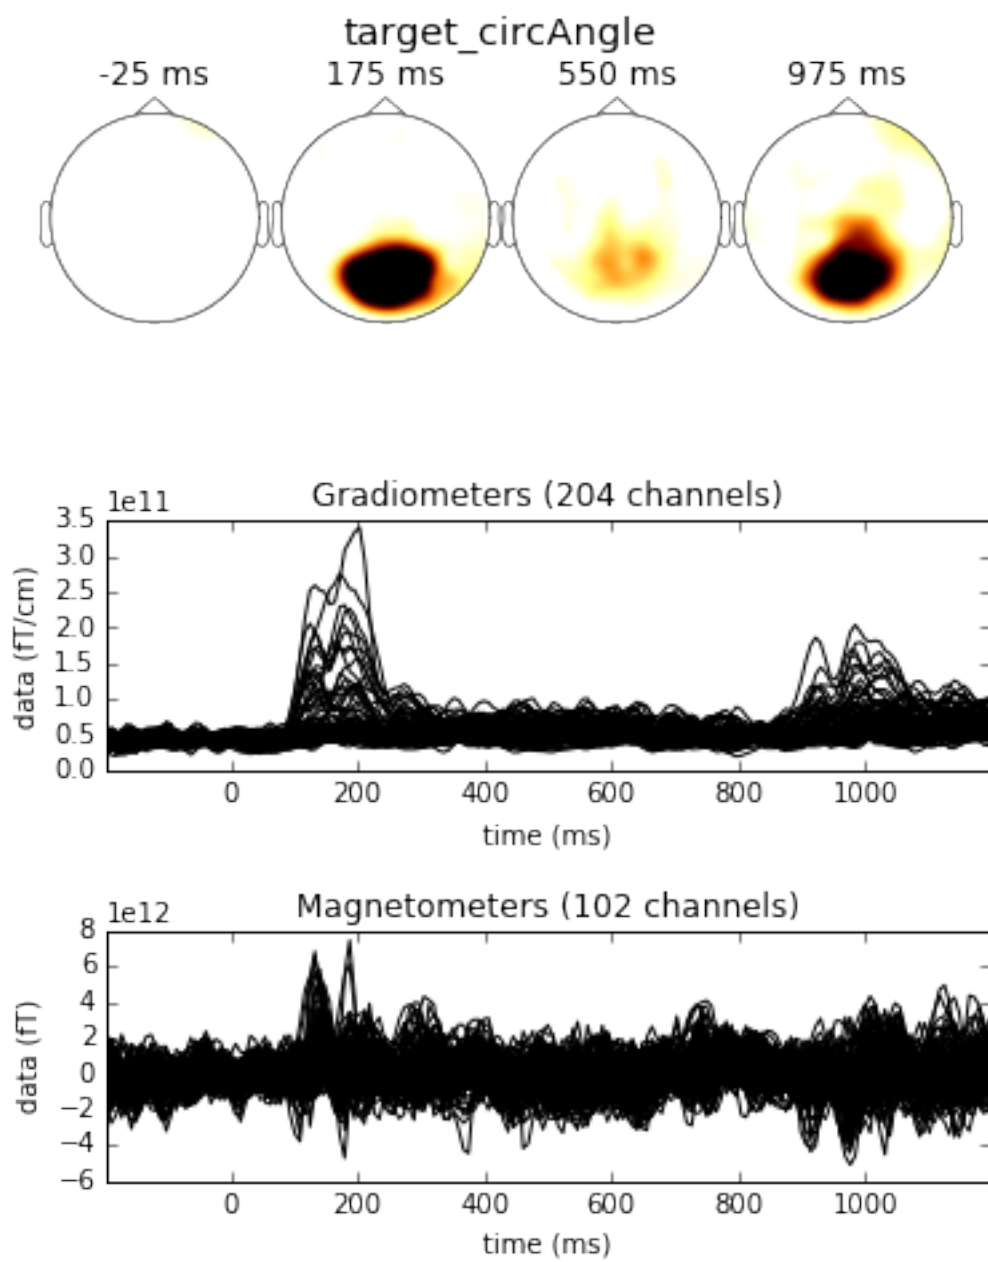 target_circAngle
-25 ms 175 ms 550 ms 975 ms
Gradiometers (204 channels)
1e11
3.5
3.0
2.5
2.0
1.5
1.0
0.5
0.0
data (fT/cm)
0 200 400 600 800 1000
time (ms)
Magnetometers (102 channels)
1e12
8
6
4
2
0
−2
−4
−6
data (fT)
0 200 400 600 800 1000
time (ms)